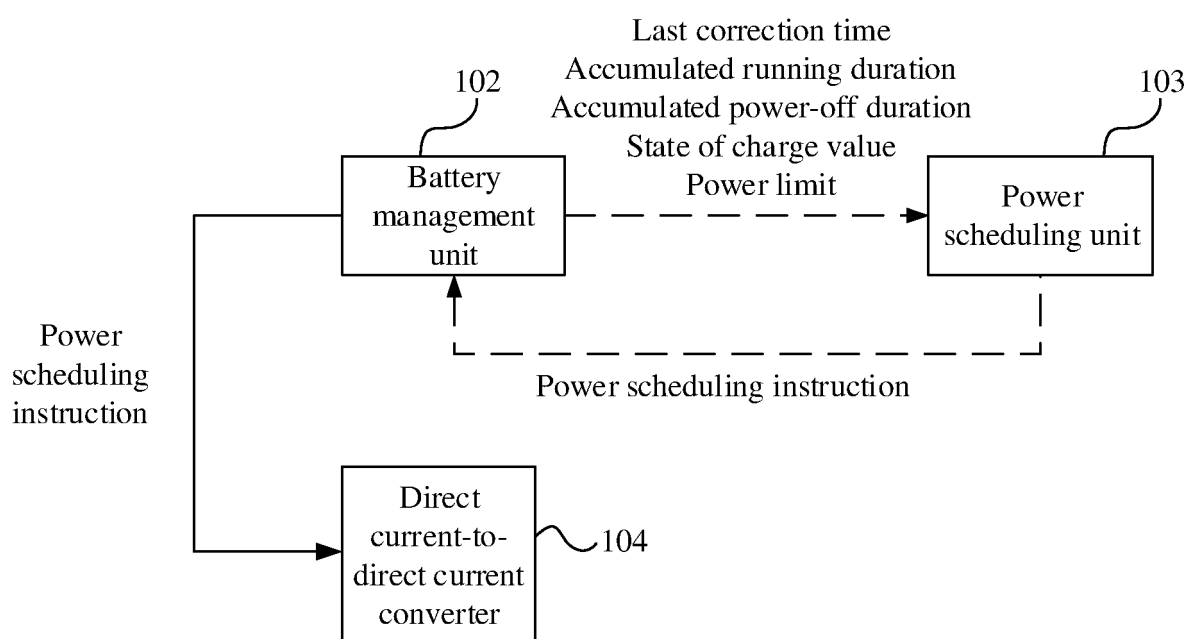 Last correction time
Accumulated running duration
Accumulated power-off duration
State of charge value
Power limit
102
103
Battery
management
unit
Power
scheduling unit
Power scheduling instruction
Power
scheduling
instruction
Direct
current-to-
direct current
converter
104